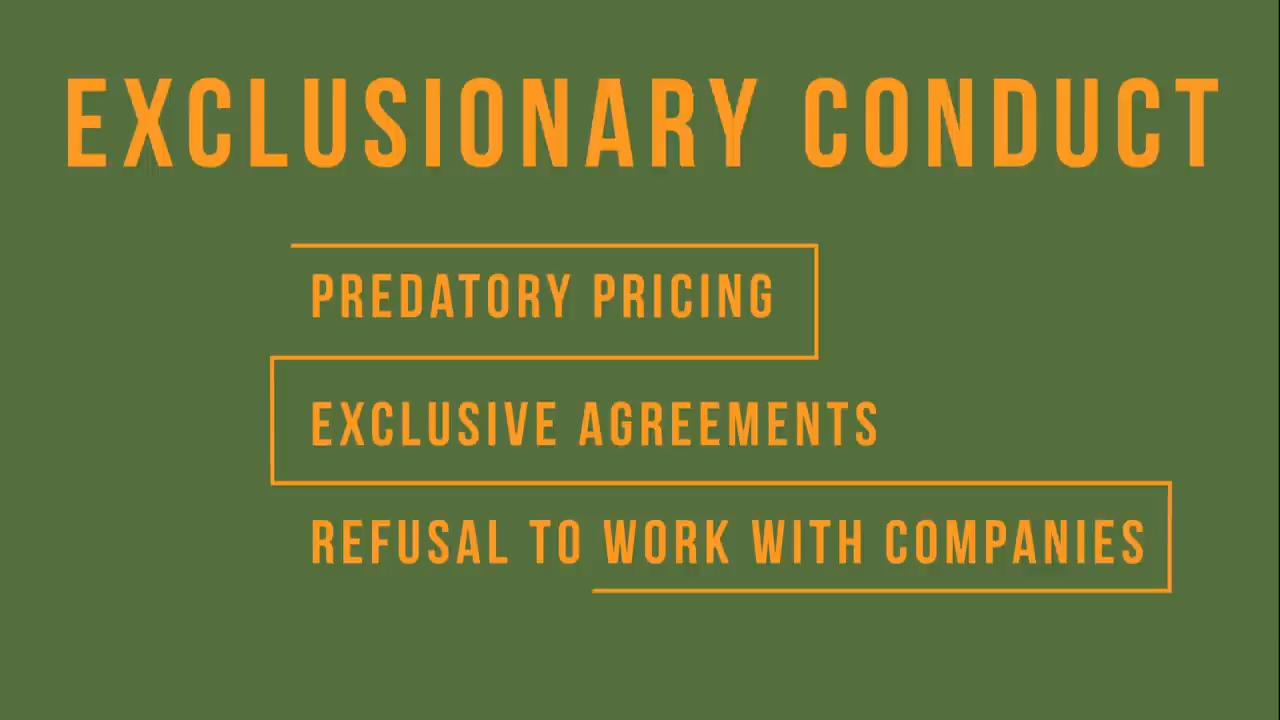 EXCLUSIONARY CONDUCT
PREDATORY PRICING
EXCLUSIVE AGREEMENTS
REFUSAL TO WORK WITH COMPANIES